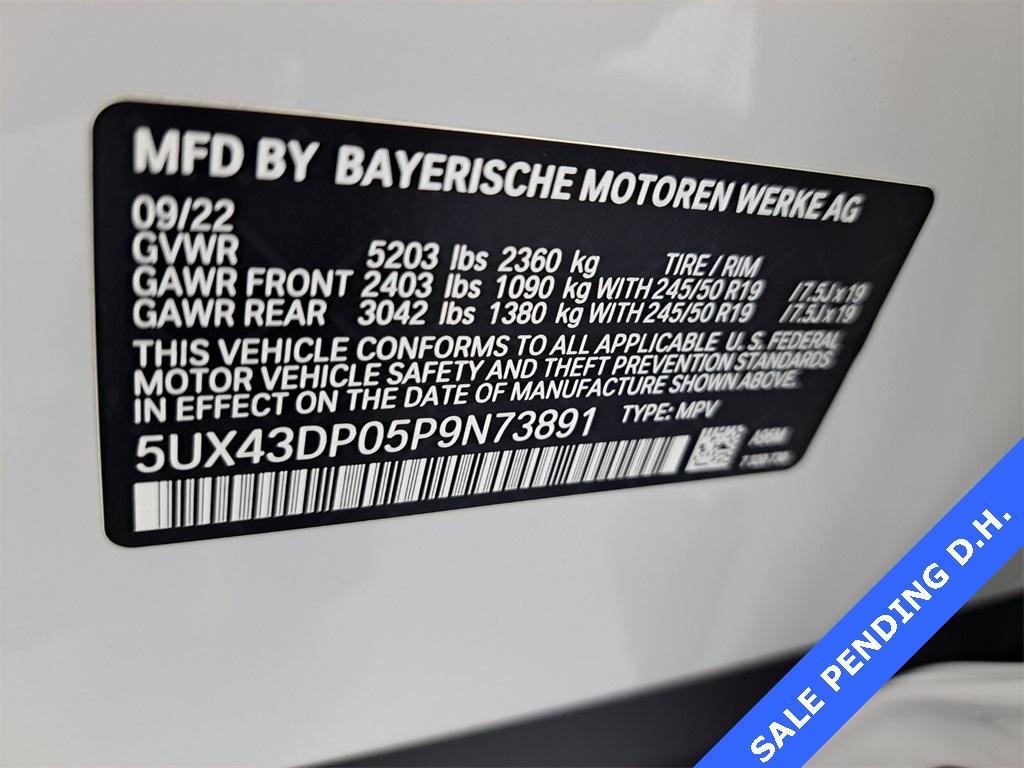 MFD BY BAYERISCHE MOTOREN WERKE AG
09/22
GVWR 5203 lbs 2360 kg TIRE / RIM
GAWR FRONT 2403 lbs 1090 kg WITH 245/50 R19 /7.5Jx19
GAWR REAR 3042 lbs 1380 kg WITH 245/50 R19 /7.5Jx19
THIS VEHICLE CONFORMS TO ALL APPLICABLE U. S. FEDERAL
MOTOR VEHICLE SAFETY AND THEFT PREVENTION STANDARDS
IN EFFECT ON THE DATE OF MANUFACTURE SHOWN ABOVE.
5UX43DP05P9N73891 TYPE: MPV
SALE PENDING D.H.